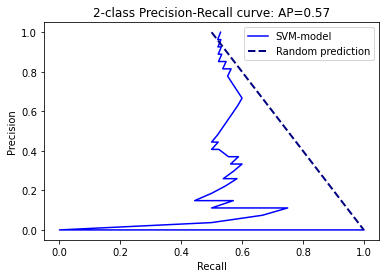 2-class Precision-Recall curve: AP=0.57
SVM-model
Random prediction
Precision
1.0
0.8
0.6
0.4
0.2
0.0
0.0 0.2 0.4 0.6 0.8 1.0
Recall